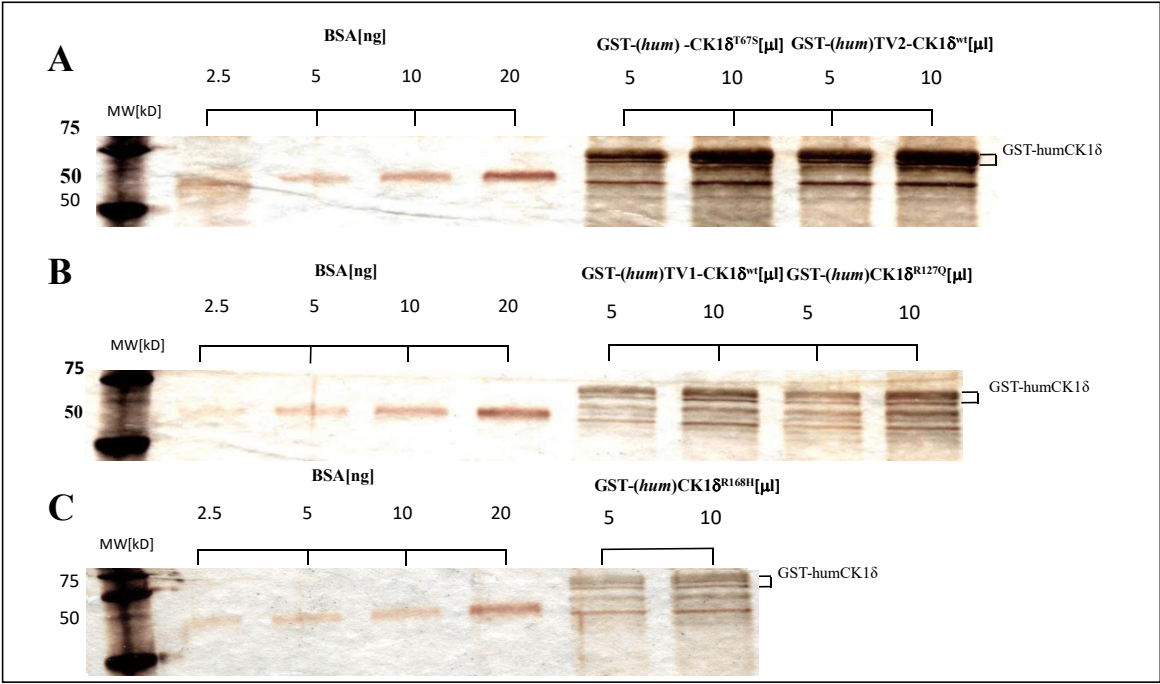 A
BSA[ng]
GST-(hum) -CK1δT67S[µl] GST-(hum)TV2-CK1δwt[µl]
2.5 5 10 20 5 10 5 10
MW[kD]
75
GST-humCK1δ
50
50
B
BSA[ng]
GST-(hum)TV1-CK1δwt[µl] GST-(hum)CK1δR127Q[µl]
2.5 5 10 20 5 10 5 10
MW[kD]
75
GST-humCK1δ
50
C
BSA[ng]
GST-(hum)CK1δR168H[µl]
2.5 5 10 20 5 10
MW[kD]
75
GST-humCK1δ
50